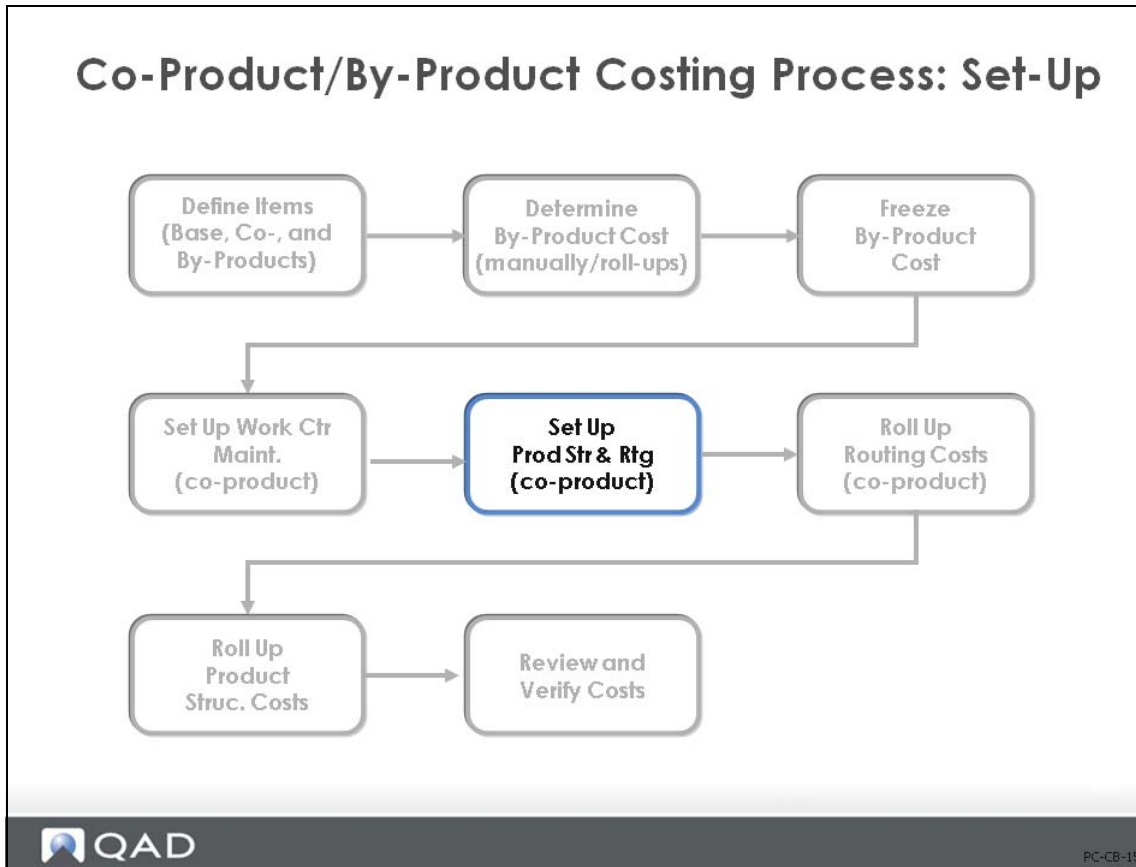 Co-Product/By-Product Costing Process: Set-Up
Define Items
(Base, Co-, and
By-Products)
Determine
By-Product Cost
(manually/roll-ups)
Freeze
By-Product
Cost
Set Up Work Ctr
Maint.
(co-product)
Set Up
Prod Str & Rtg
(co-product)
Roll Up
Routing Costs
(co-product)
Roll Up
Product
Struc. Costs
Review and
Verify Costs
QAD